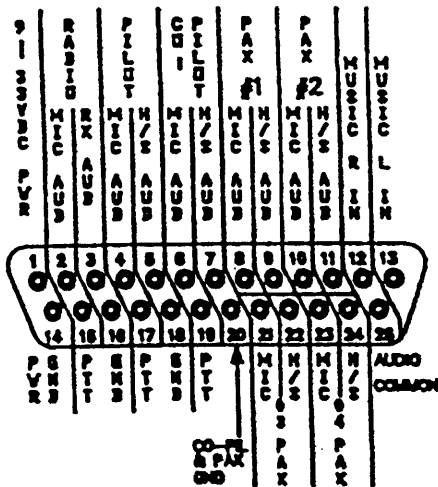 33VDC PWR
RADIO
MIC AUD
RX AUD
PILOT
MIC AUD
H/S AUD
PILOT
MIC AUD
H/S AUD
PAX #1
MIC AUD
H/S AUD
PAX #2
MIC AUD
H/S AUD
MUSIC R IN
MUSIC L IN
1 2 3 4 5 6 7 8 9 10 11 12 13
14 15 16 17 18 19 20 21 22 23 24 25
PWR GND
PTT
GND
PTT
GND
PTT
& PAX
GND
MIC
H/S
3 PAX
MIC
H/S
4 PAX
AUDIO
COMMON